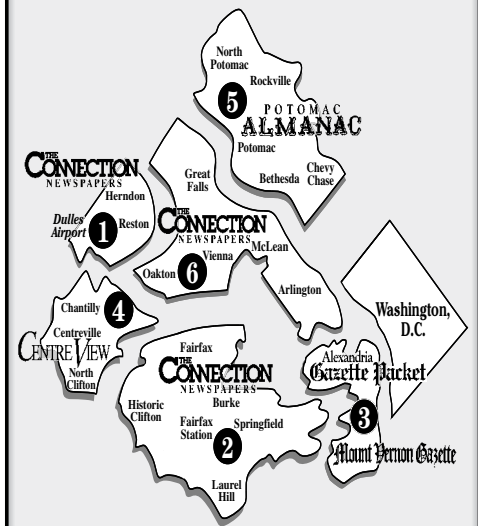 North
Potomac
Rockville
5
POTOMAC
ALMANAC
Potomac
Bethesda
Chevy
Chase
THE
CONNECTION
NEWSPAPERS
Herndon
Dulles
Airport
1
Reston
Great
Falls
THE
CONNECTION
NEWSPAPERS
Vienna
McLean
Oakton
6
Arlington
Chantilly
4
Centreville
CENTRE VIEW
North
Clifton
Washington,
D.C.
Fairfax
THE
CONNECTION
NEWSPAPERS
Burke
Historic
Clifton
Fairfax
Station
2
Springfield
Laurel
Hill
Alexandria
Gazette Packet
3
Mount Vernon Gazette